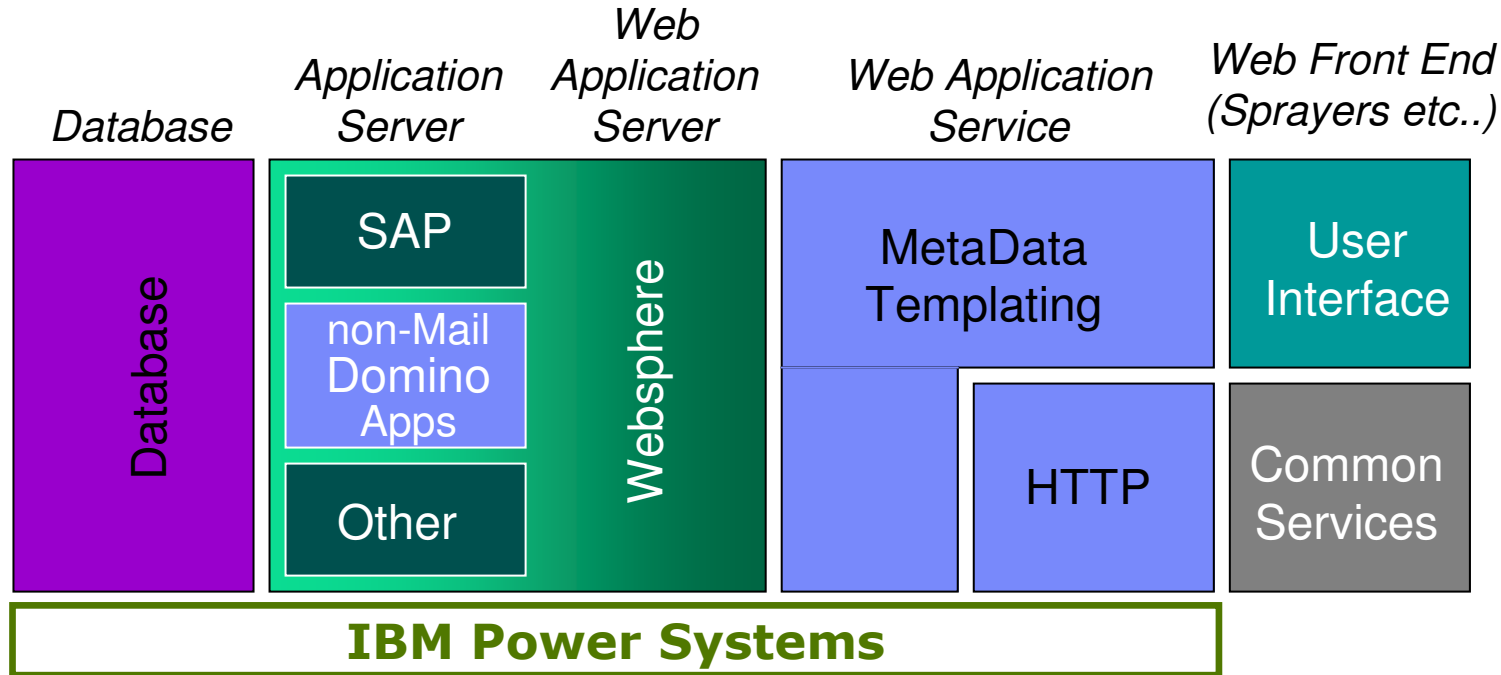 Database
Application
Server
Web
Application
Server
Web Application
Service
Web Front End
(Sprayers etc..)
Database
SAP
non-Mail
Domino
Apps
Other
Websphere
MetaData
Templating
HTTP
User
Interface
Common
Services
IBM Power Systems